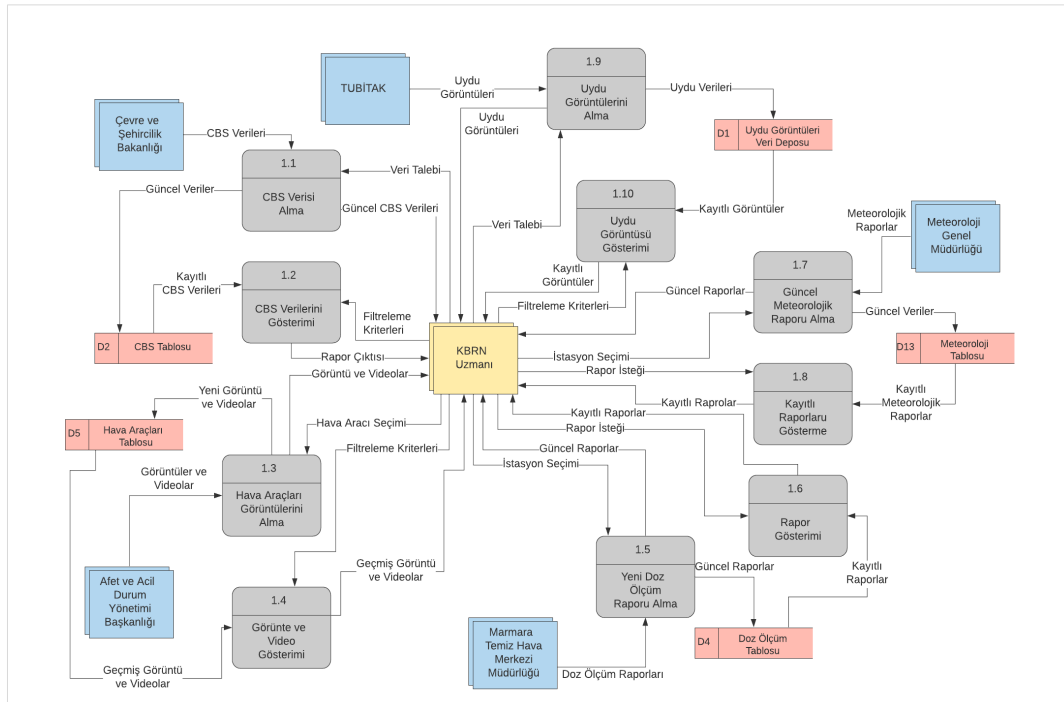 TUBİTAK
Uydu
Görüntüleri
1.9
Uydu
Görüntülerini
Alma
Uydu Verileri
Uydu
Görüntüleri
D1
Uydu Görüntüleri
Veri Deposu
Çevre ve
Şehircilik
Bakanlığı
CBS Verileri
1.1
CBS Verisi
Alma
Veri Talebi
Güncel Veriler
Güncel CBS Verileri
Veri Talebi
1.10
Uydu
Görüntüsü
Gösterimi
Kayıtlı Görüntüler
Meteorolojik
Raporlar
Meteoroloji
Genel
Müdürlüğü
Kayıtlı
CBS Verileri
1.2
CBS Verilerini
Gösterimi
Kayıtlı
Görüntüler
Filtreleme Kriterleri
Güncel Raporlar
1.7
Güncel
Meteorolojik
Raporu Alma
Güncel Veriler
Filtreleme
Kriterleri
D2
CBS Tablosu
KBRN
Uzmanı
Rapor Çıktısı
Görüntü ve Videolar
İstasyon Seçimi
Rapor İsteği
D13
Meteoroloji
Tablosu
1.8
Kayıtlı
Raporlaru
Gösterme
Kayıtlı
Meteorolojik
Raporlar
Kayıtlı Raprolar
Kayıtlı Raporlar
Yeni Görüntü
ve Videolar
D5
Hava Araçları
Tablosu
Hava Aracı Seçimi
Rapor İsteği
Filtreleme Kriterleri
Güncel Raporlar
İstasyon Seçimi
Görüntüler ve
Videolar
1.3
Hava Araçları
Görüntülerini
Alma
1.6
Rapor
Gösterimi
Afet ve Acil
Durum
Yönetimi
Başkanlığı
Geçmiş Görüntü
ve Videolar
1.4
Görünte ve
Video
Gösterimi
1.5
Yeni Doz
Ölçüm
Raporu Alma
Güncel Raporlar
Kayıtlı
Raporlar
Marmara
Temiz Hava
Merkezi
Müdürlüğü
Doz Ölçüm Raporları
D4
Doz Ölçüm
Tablosu
Geçmiş Görüntü
ve Videolar